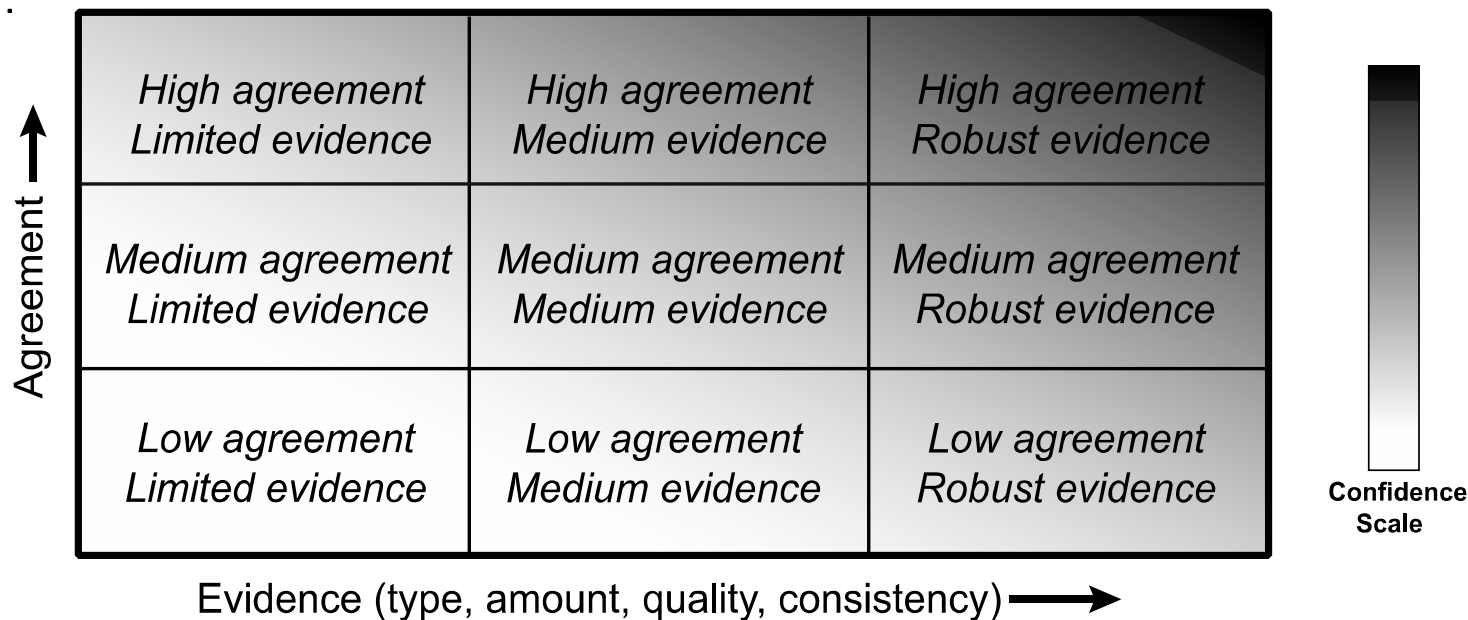 High agreement
Limited evidence
High agreement
Medium evidence
High agreement
Robust evidence
Medium agreement
Limited evidence
Medium agreement
Medium evidence
Medium agreement
Robust evidence
Low agreement
Limited evidence
Low agreement
Medium evidence
Low agreement
Robust evidence
Agreement
Evidence (type, amount, quality, consistency)
Confidence
Scale